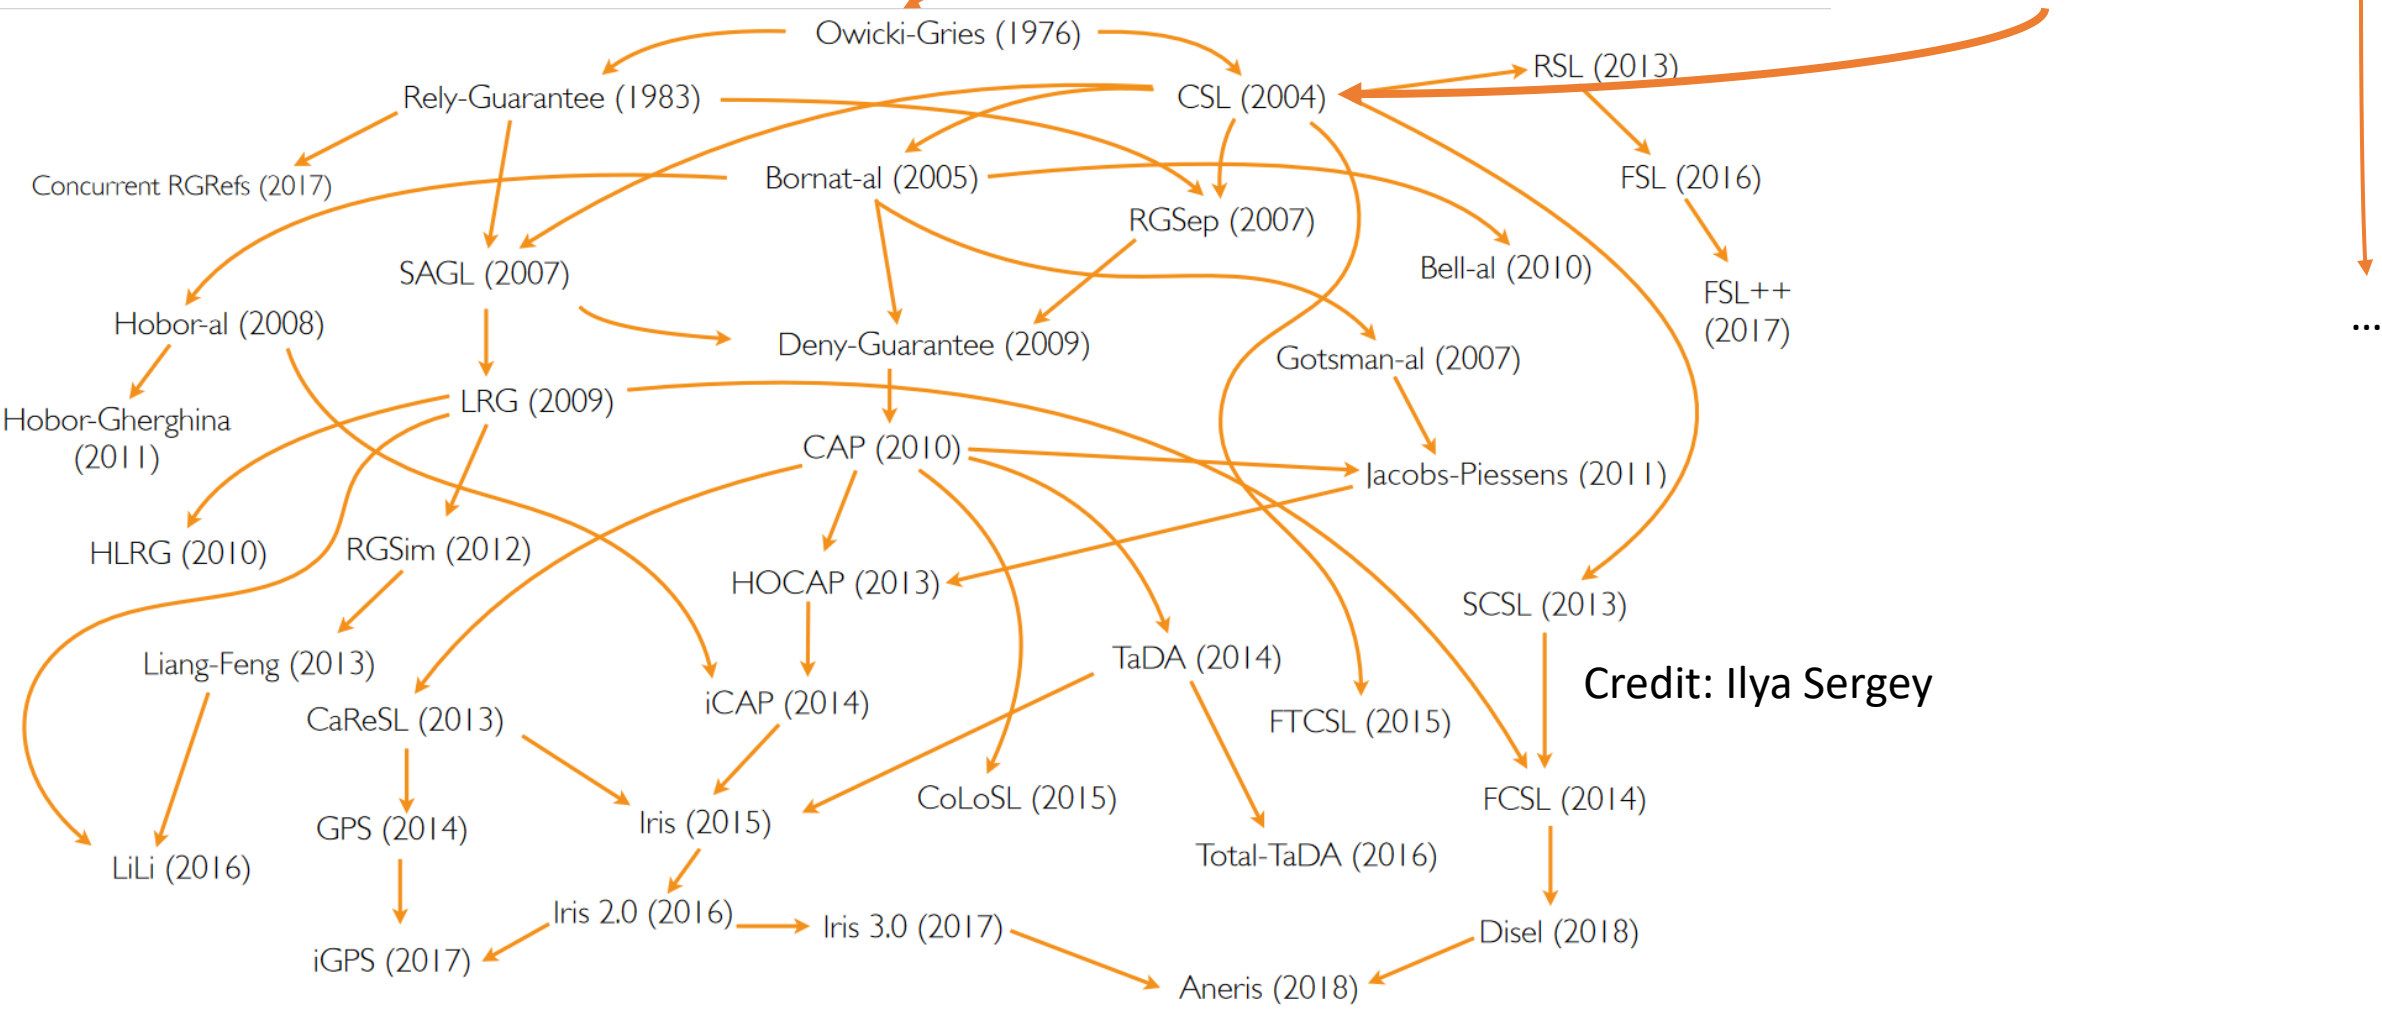 Owicki-Gries (1976)
RSL (2013)
Rely-Guarantee (1983)
CSL (2004)
Concurrent RGRefs (2017)
Bornat-al (2005)
FSL (2016)
RGSep (2007)
SAGL (2007)
Bell-al (2010)
FSL++
(2017)
Hobor-al (2008)
...
Deny-Guarantee (2009)
Gotsman-al (2007)
LRG (2009)
Hobor-Gherghina
(2011)
CAP (2010)
Jacobs-Piessens (2011)
HLRG (2010)
RGSim (2012)
HOCAP (2013)
SCSL (2013)
Liang-Feng (2013)
TaDA (2014)
Credit: Ilya Sergey
CaReSL (2013)
iCAP (2014)
FTCSL (2015)
CoLoSL (2015)
FCSL (2014)
GPS (2014)
Iris (2015)
Total-TaDA (2016)
LiLi (2016)
Iris 2.0 (2016)
Iris 3.0 (2017)
Disel (2018)
iGPS (2017)
Aneris (2018)